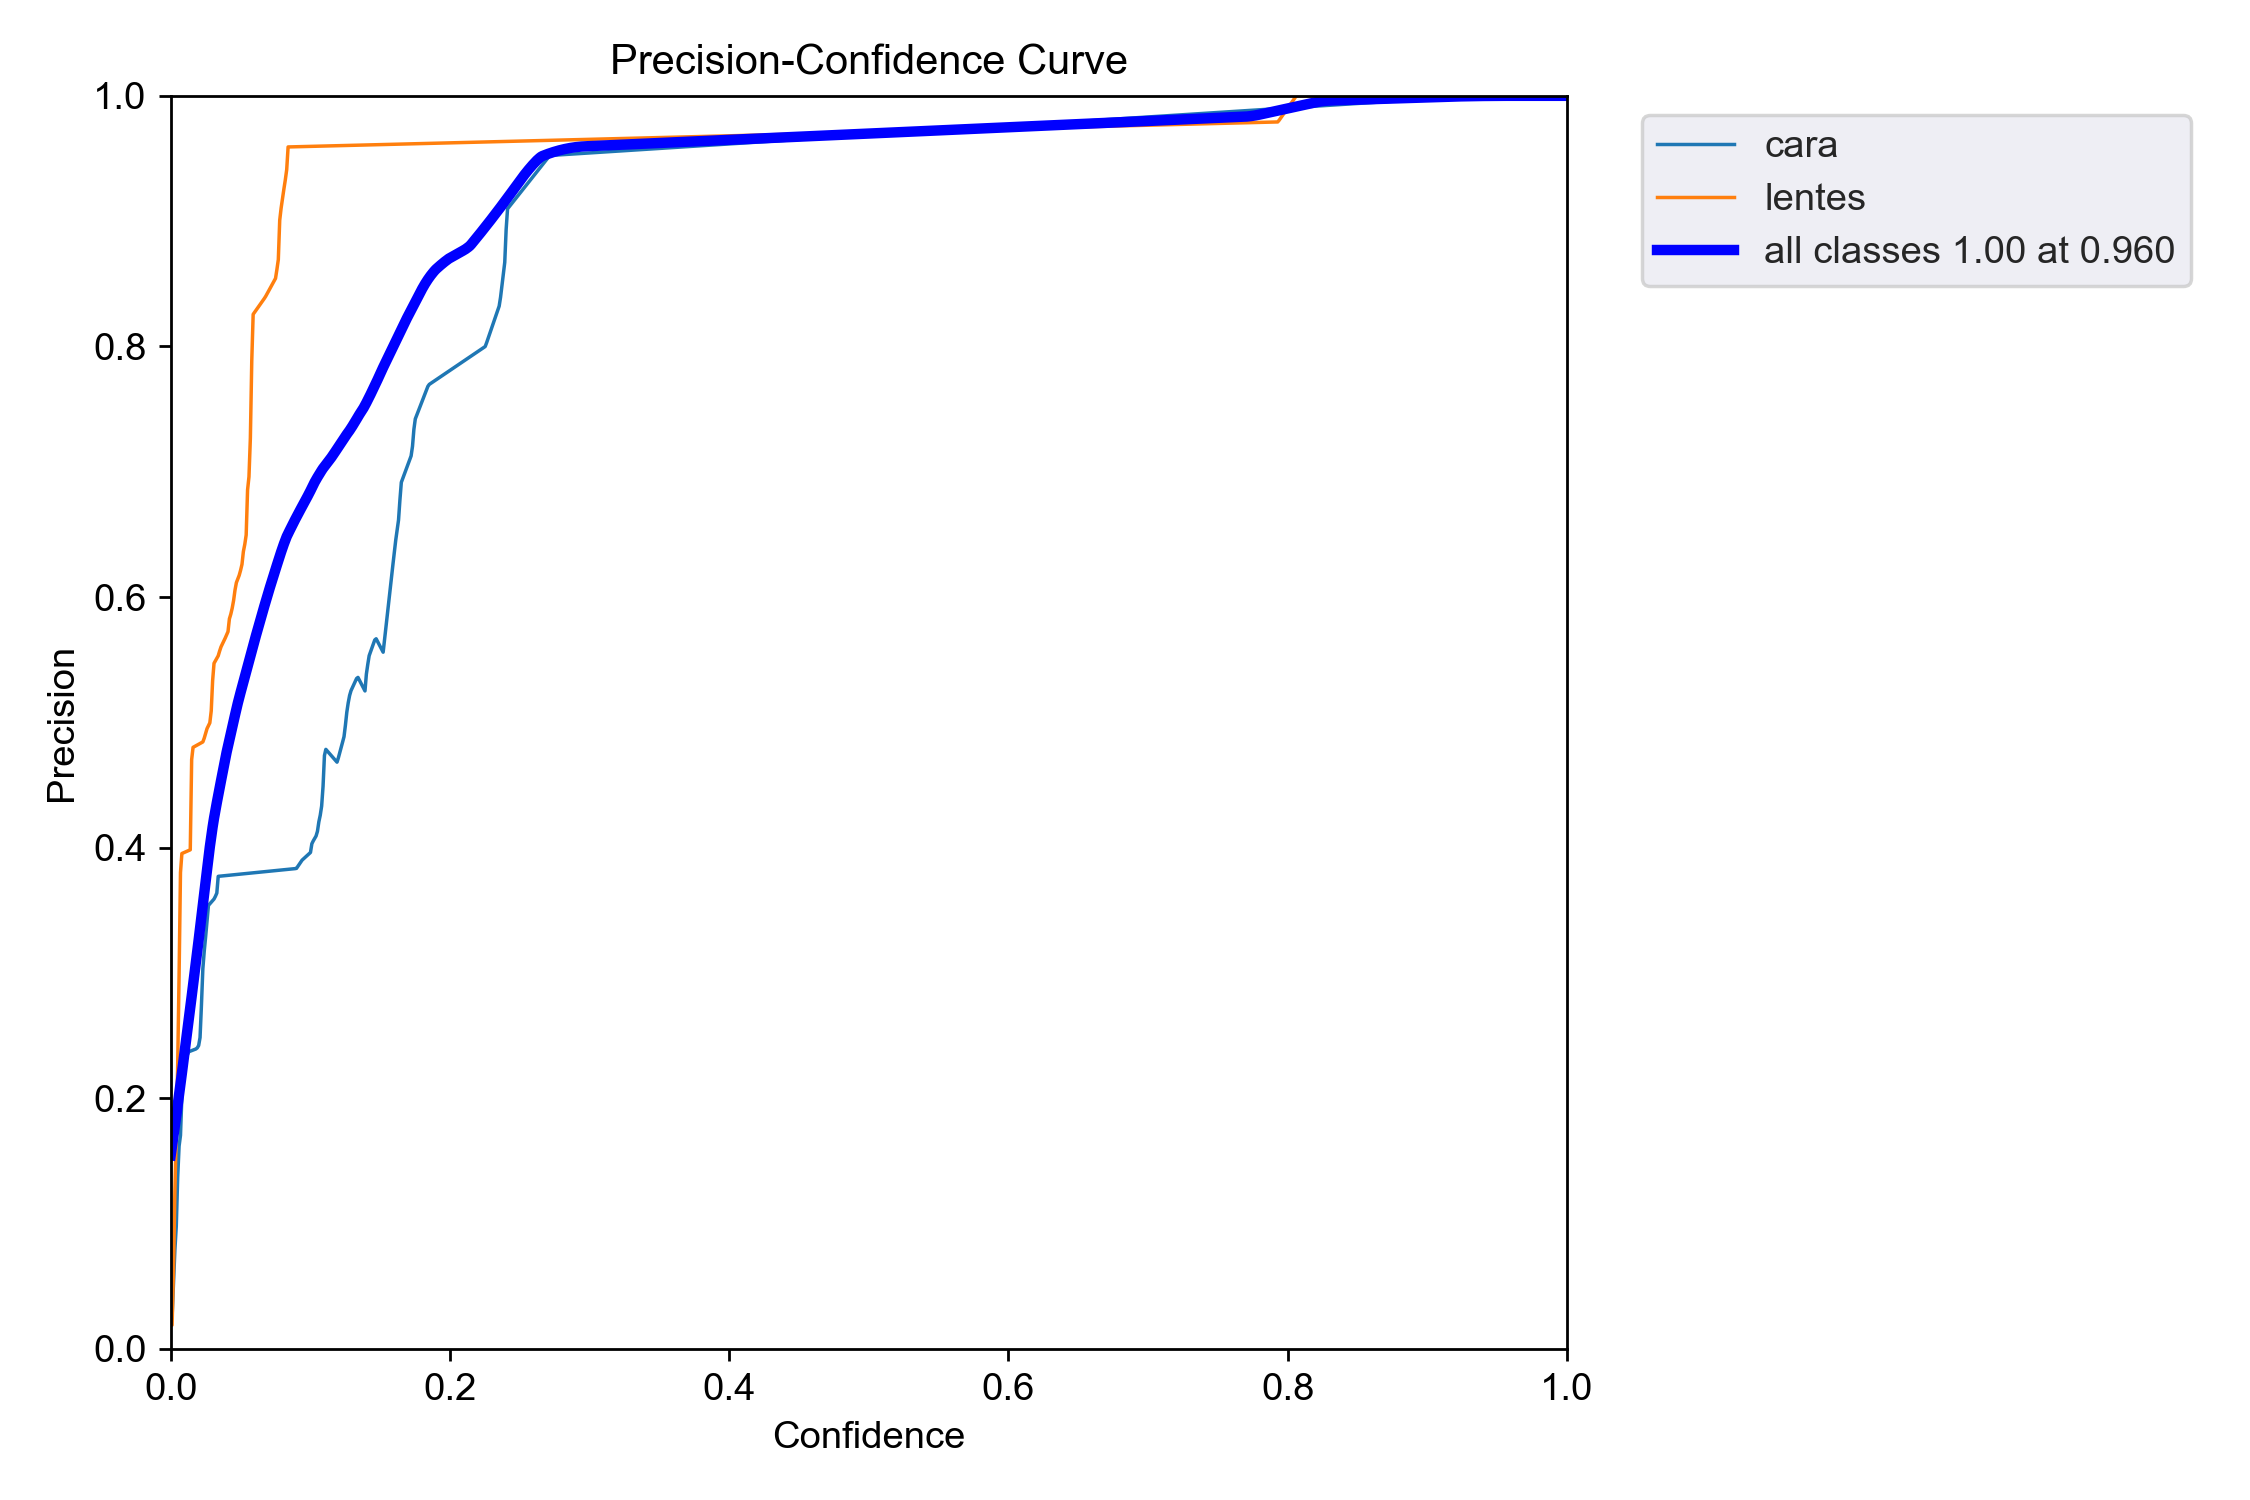 Precision-Confidence Curve
1.0
0.8
0.6
0.4
0.2
0.0
Precision
0.0 0.2 0.4 0.6 0.8 1.0
Confidence
cara
lentes
all classes 1.00 at 0.960